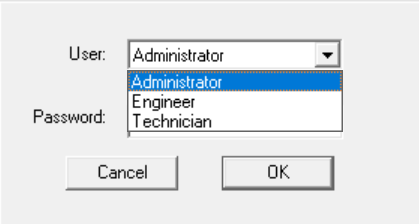 User: Administrator
Administrator
Engineer
Technician
Password:
Cancel OK